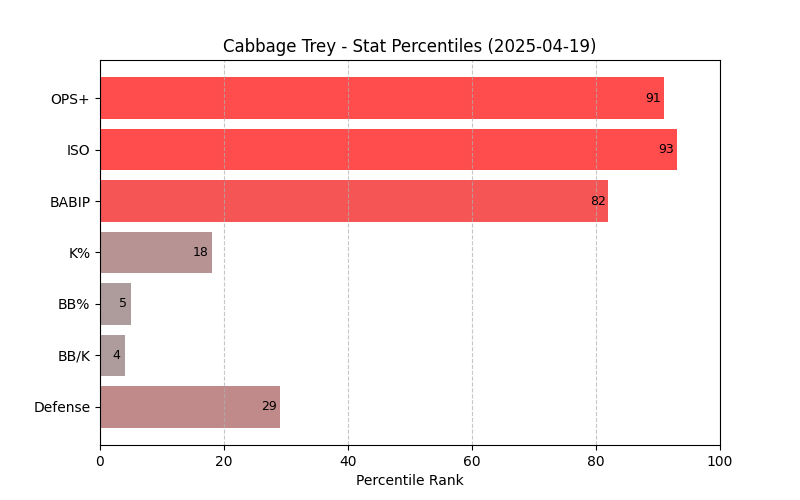 Cabbage Trey - Stat Percentiles (2025-04-19)
OPS+ 91
ISO 93
BABIP 82
K% 18
BB% 5
BB/K 4
Defense 29
0 20 40 60 80 100
Percentile Rank